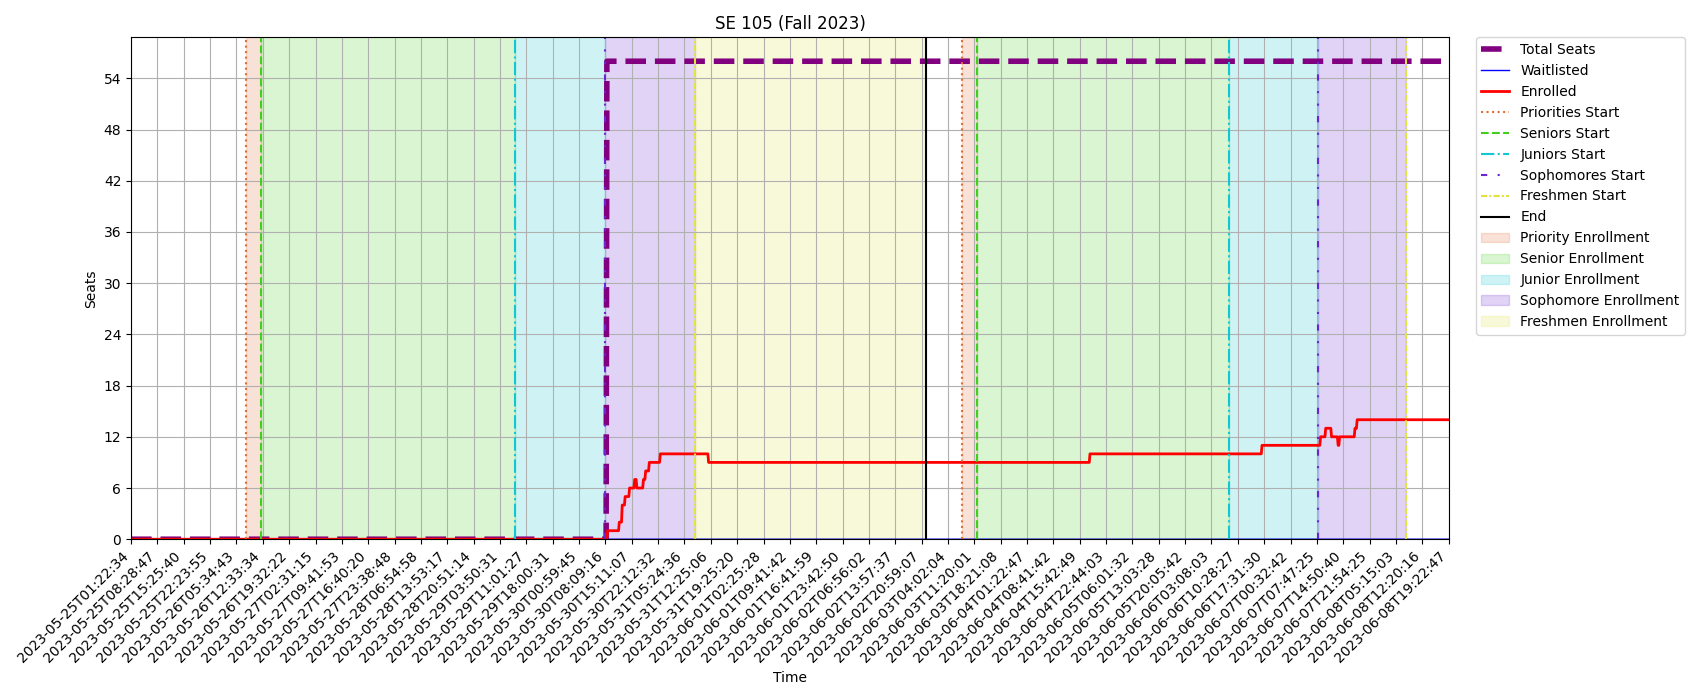 SE 105 (Fall 2023)
Seats
54
48
42
36
30
24
18
12
6
0
2023-05-25T01:22:34
2023-05-25T08:28:47
2023-05-25T15:25:40
2023-05-25T22:23:55
2023-05-26T05:34:43
2023-05-26T12:33:34
2023-05-26T19:32:22
2023-05-27T02:31:15
2023-05-27T09:41:53
2023-05-27T16:40:20
2023-05-27T23:38:48
2023-05-28T06:54:58
2023-05-28T13:53:17
2023-05-28T20:51:14
2023-05-29T03:50:31
2023-05-29T11:01:27
2023-05-29T18:00:31
2023-05-30T00:59:45
2023-05-30T08:09:16
2023-05-30T15:11:07
2023-05-30T22:12:32
2023-05-31T05:24:36
2023-05-31T12:25:06
2023-05-31T19:25:20
2023-06-01T02:25:28
2023-06-01T09:41:42
2023-06-01T16:41:59
2023-06-01T23:42:50
2023-06-02T06:56:02
2023-06-02T13:57:37
2023-06-02T20:59:07
2023-06-03T04:02:04
2023-06-03T11:20:01
2023-06-03T18:21:08
2023-06-04T01:22:47
2023-06-04T08:41:42
2023-06-04T15:42:49
2023-06-04T22:44:03
2023-06-05T06:01:32
2023-06-05T13:03:28
2023-06-05T20:05:42
2023-06-06T03:08:03
2023-06-06T10:28:27
2023-06-06T17:31:30
2023-06-07T00:32:42
2023-06-07T07:47:25
2023-06-07T14:50:40
2023-06-07T21:54:25
2023-06-08T05:15:03
2023-06-08T12:20:16
2023-06-08T19:22:47
Time
Total Seats
Waitlisted
Enrolled
Priorities Start
Seniors Start
Juniors Start
Sophomores Start
Freshmen Start
End
Priority Enrollment
Senior Enrollment
Junior Enrollment
Sophomore Enrollment
Freshmen Enrollment